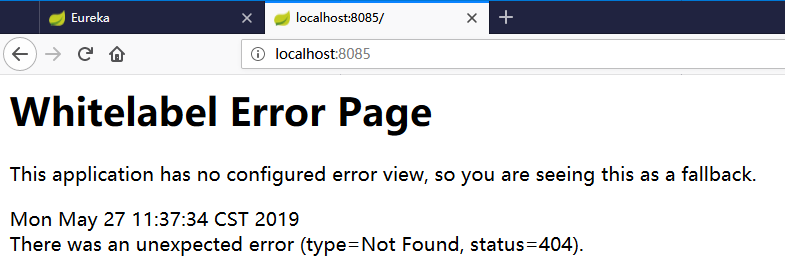 Eureka
localhost:8085/
localhost:8085
Whitelabel Error Page
This application has no configured error view, so you are seeing this as a fallback.
Mon May 27 11:37:34 CST 2019
There was an unexpected error (type=Not Found, status=404).